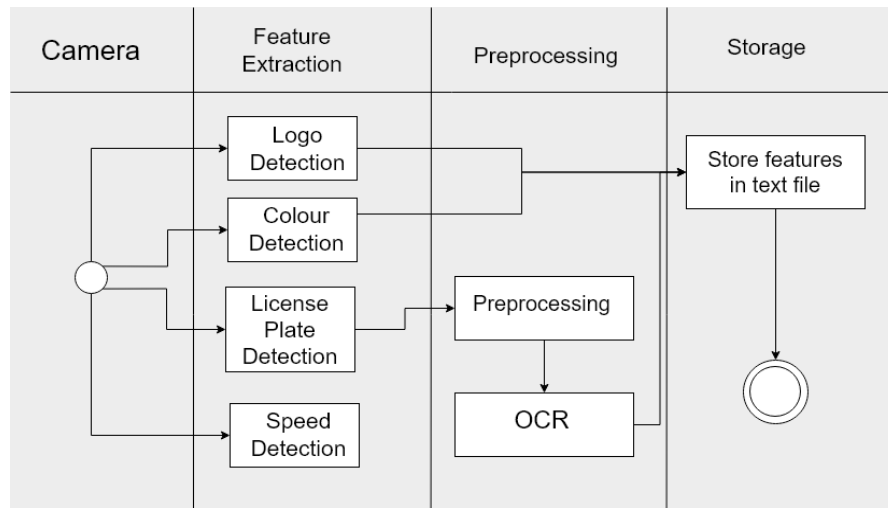 Camera
Feature
Extraction
Preprocessing
Storage
Logo
Detection
Colour
Detection
License
Plate
Detection
Speed
Detection
Preprocessing
OCR
Store features
in text file